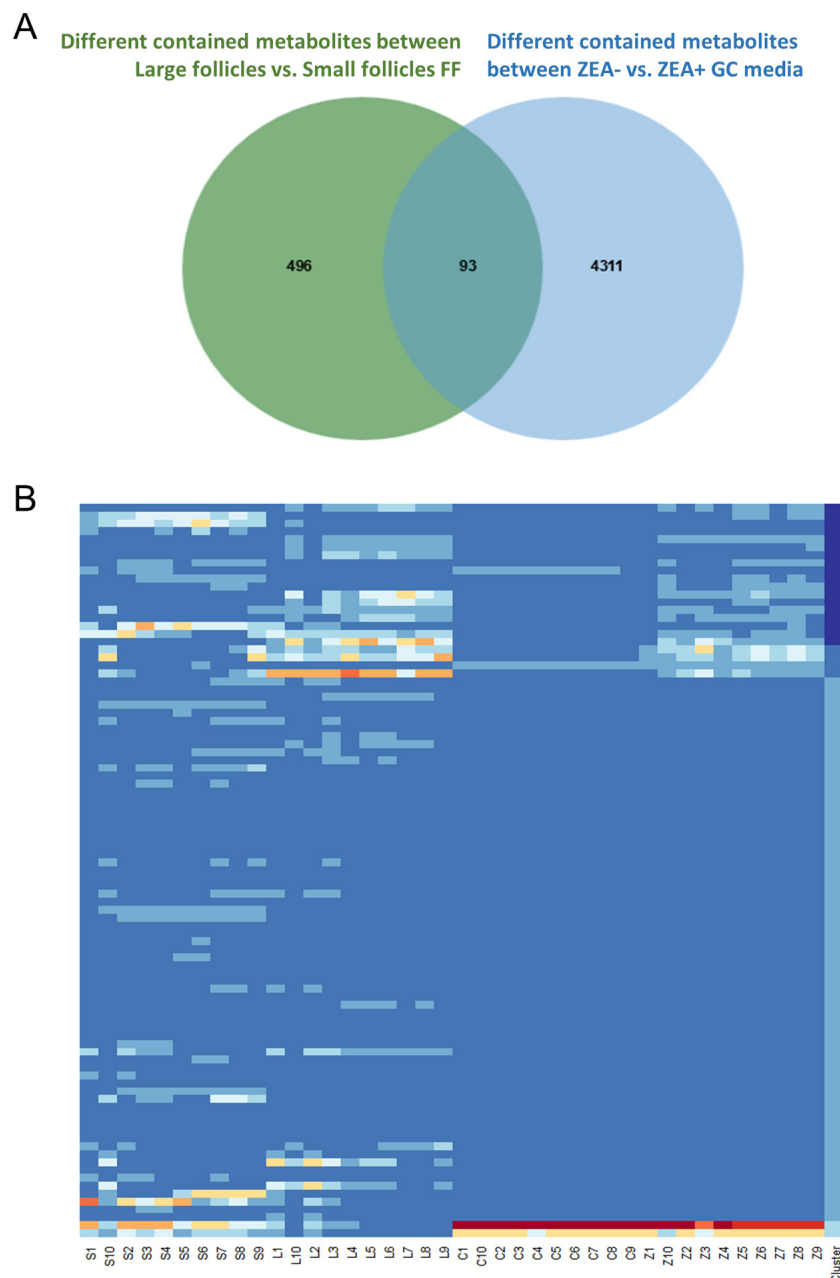 A
Different contained metabolites between
Large follicles vs. Small follicles FF
Different contained metabolites
between ZEA- vs. ZEA+ GC media
496
93
4311
B
S1
S10
S2
S3
S4
S5
S6
S7
S8
S9
L1
L10
L2
L3
L4
L5
L6
L7
L8
L9
C1
C10
C2
C3
C4
C5
C6
C7
C8
C9
Z1
Z10
Z2
Z3
Z4
Z5
Z6
Z7
Z8
Z9
Cluster